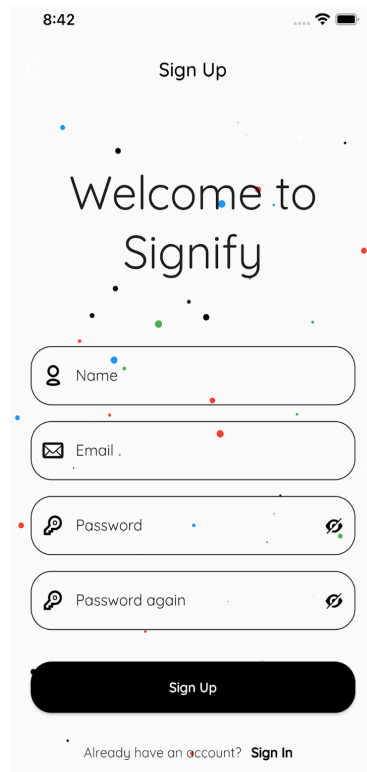 8:42
Sign Up
Welcome to
Signify
Name
Email
Password
Password again
Sign Up
Already have an account? Sign In